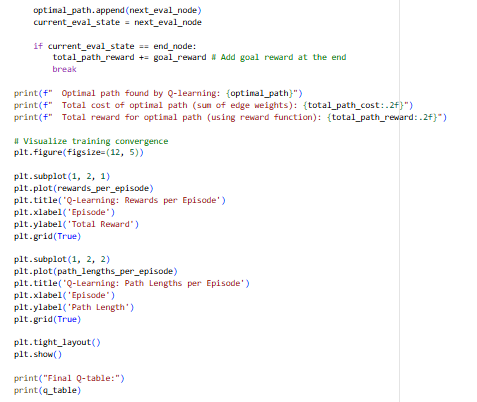 optimal_path.append(next_eval_node)
current_eval_state = next_eval_node
if current_eval_state == end_node:
total_path_reward += goal_reward # Add goal reward at the end
break
print(f" Optimal path found by Q-learning: {optimal_path}")
print(f" Total cost of optimal path (sum of edge weights): {total_path_cost:.2f}")
print(f" Total reward for optimal path (using reward function): {total_path_reward:.2f}")
# Visualize training convergence
plt.figure(figsize=(12, 5))
plt.subplot(1, 2, 1)
plt.plot(rewards_per_episode)
plt.title('Q-Learning: Rewards per Episode')
plt.xlabel('Episode')
plt.ylabel('Total Reward')
plt.grid(True)
plt.subplot(1, 2, 2)
plt.plot(path_lengths_per_episode)
plt.title('Q-Learning: Path Lengths per Episode')
plt.xlabel('Episode')
plt.ylabel('Path Length')
plt.grid(True)
plt.tight_layout()
plt.show()
print("Final Q-table:")
print(q_table)